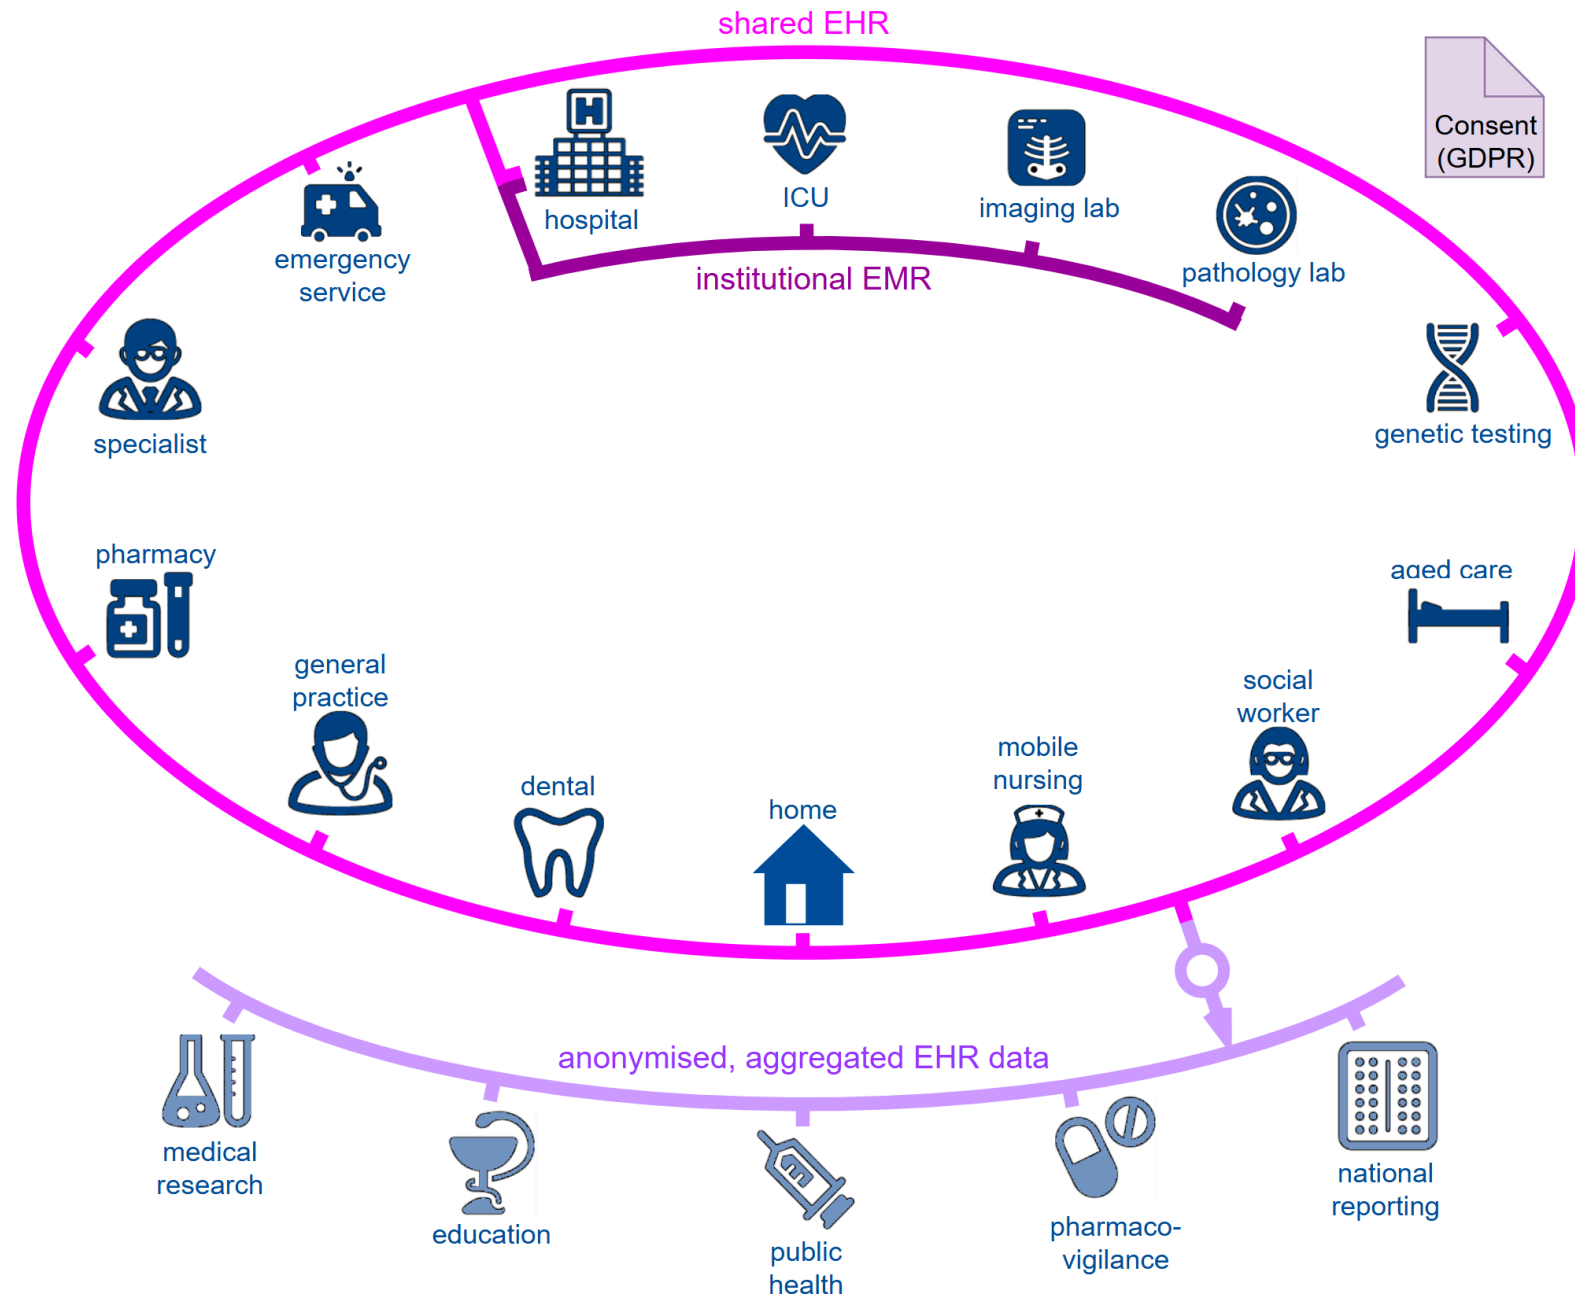 shared EHR
Consent
(GDPR)
hospital
ICU
imaging lab
pathology lab
emergency
service
institutional EMR
specialist
genetic testing
pharmacy
aged care
general
practice
social
worker
dental
home
mobile
nursing
anonymised, aggregated EHR data
medical
research
education
public
health
pharmaco-
vigilance
national
reporting